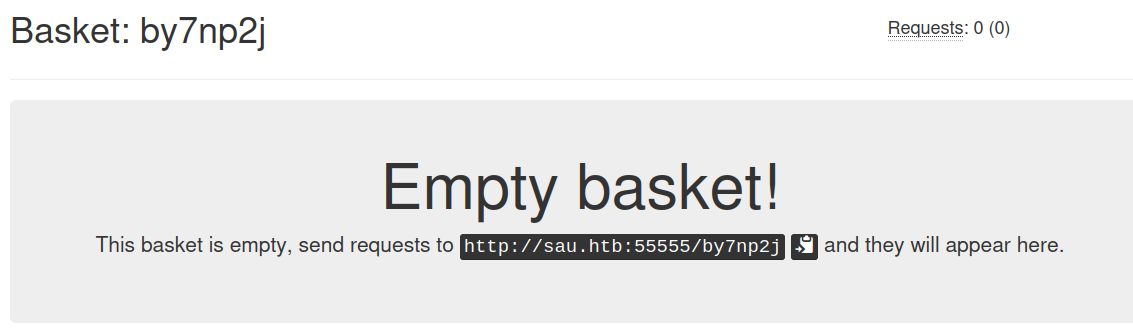 Basket: by7np2j
Requests: 0 (0)
Empty basket!
This basket is empty, send requests to http://sau.htb:55555/by7np2j and they will appear here.